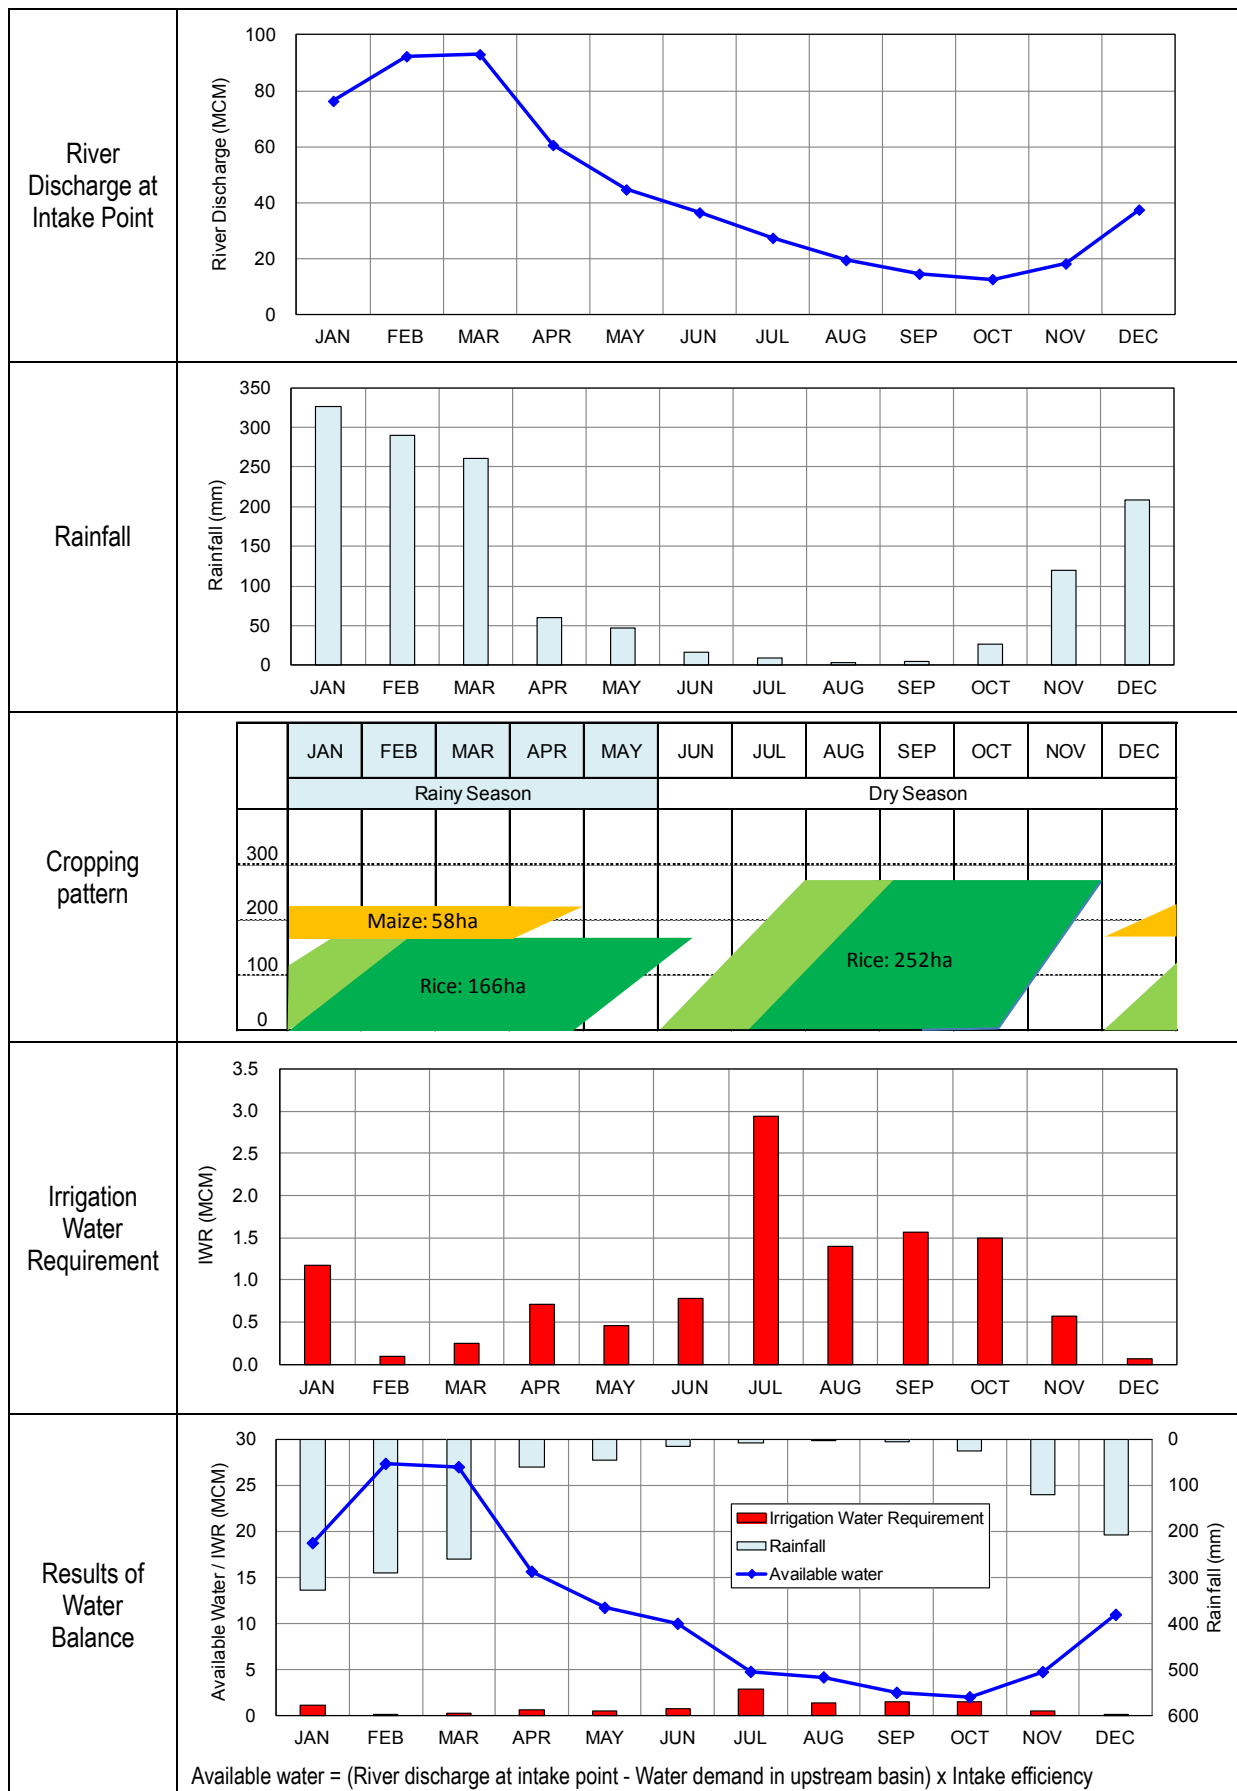 River
Discharge at
Intake Point
River Discharge (MCM)
100
80
60
40
20
0
JAN FEB MAR APR MAY JUN JUL AUG SEP OCT NOV DEC
Rainfall
Rainfall (mm)
350
300
250
200
150
100
50
0
JAN FEB MAR APR MAY JUN JUL AUG SEP OCT NOV DEC
Cropping
pattern
JAN FEB MAR APR MAY JUN JUL AUG SEP OCT NOV DEC
Rainy Season Dry Season
300
200
100
0
Maize: 58ha
Rice: 166ha
Rice: 252ha
Irrigation
Water
Requirement
IWR (MCM)
3.5
3.0
2.5
2.0
1.5
1.0
0.5
0.0
JAN FEB MAR APR MAY JUN JUL AUG SEP OCT NOV DEC
Results of
Water
Balance
Available Water / IWR (MCM)
30
25
20
15
10
5
0
Irrigation Water Requirement
Rainfall
Available water
0
100
200
300
400
500
600
Rainfall (mm)
JAN FEB MAR APR MAY JUN JUL AUG SEP OCT NOV DEC
Available water = (River discharge at intake point - Water demand in upstream basin) x Intake efficiency